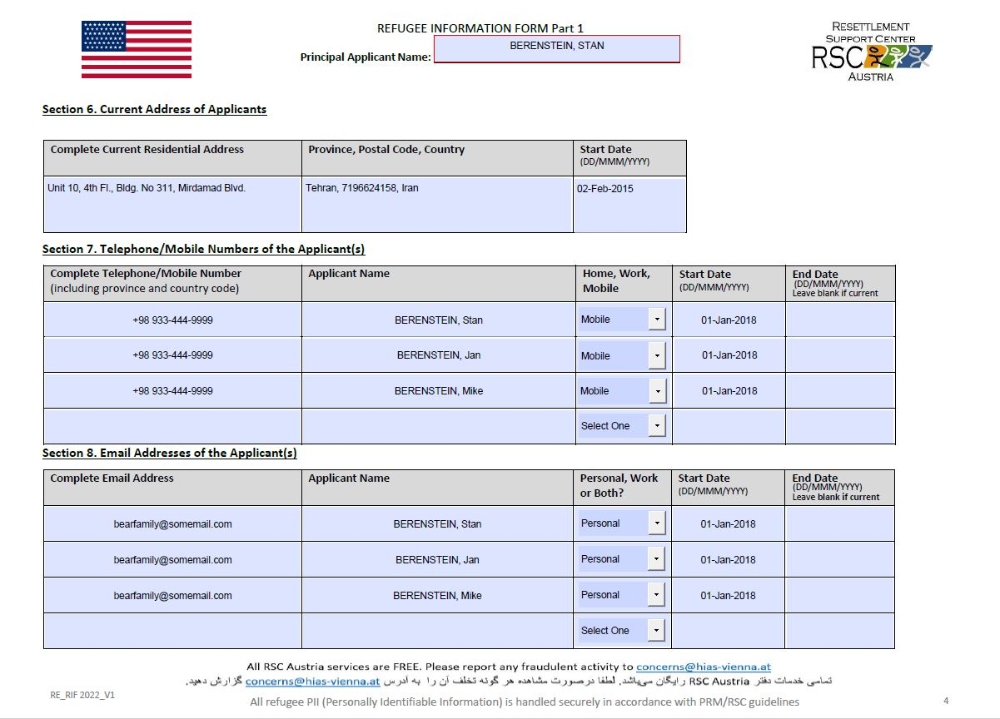 REFUGEE INFORMATION FORM Part 1
Principal Applicant Name: BERENSTEIN, STAN
RESETTLEMENT
SUPPORT CENTER
RSC
AUSTRIA
Section 6. Current Address of Applicants
Complete Current Residential Address Province, Postal Code, Country Start Date
(DD/MMM/YYYY)
Unit 10, 4th Fl., Bldg. No 311, Mirdamad Blvd. Tehran, 7196624158, Iran 02-Feb-2015
Section 7. Telephone/Mobile Numbers of the Applicant(s)
Complete Telephone/Mobile Number Applicant Name Home, Work, Start Date End Date
(including province and country code) Mobile (DD/MMM/YYYY) (DD/MMM/YYYY)
Leave blank if current
+98 933-444-9999 BERENSTEIN, Stan Mobile 01-Jan-2018
+98 933-444-9999 BERENSTEIN, Jan Mobile 01-Jan-2018
+98 933-444-9999 BERENSTEIN, Mike Mobile 01-Jan-2018
Select One
Section 8. Email Addresses of the Applicant(s)
Complete Email Address Applicant Name Personal, Work Start Date End Date
or Both? (DD/MMM/YYYY) (DD/MMM/YYYY)
Leave blank if current
bearfamily@somemail.com BERENSTEIN, Stan Personal 01-Jan-2018
bearfamily@somemail.com BERENSTEIN, Jan Personal 01-Jan-2018
bearfamily@somemail.com BERENSTEIN, Mike Personal 01-Jan-2018
Select One
All RSC Austria services are FREE. Please report any fraudulent activity to concerns@hias-vienna.at
تمامی خدمات دفتر RSC Austria رایگان می‌باشد. لطفا درصورت مشاهده هر گونه تخلف آن را به آدرس concerns@hias-vienna.at گزارش دهید.
RE_RIF 2022_V1
All refugee PII (Personally Identifiable Information) is handled securely in accordance with PRM/RSC guidelines
4